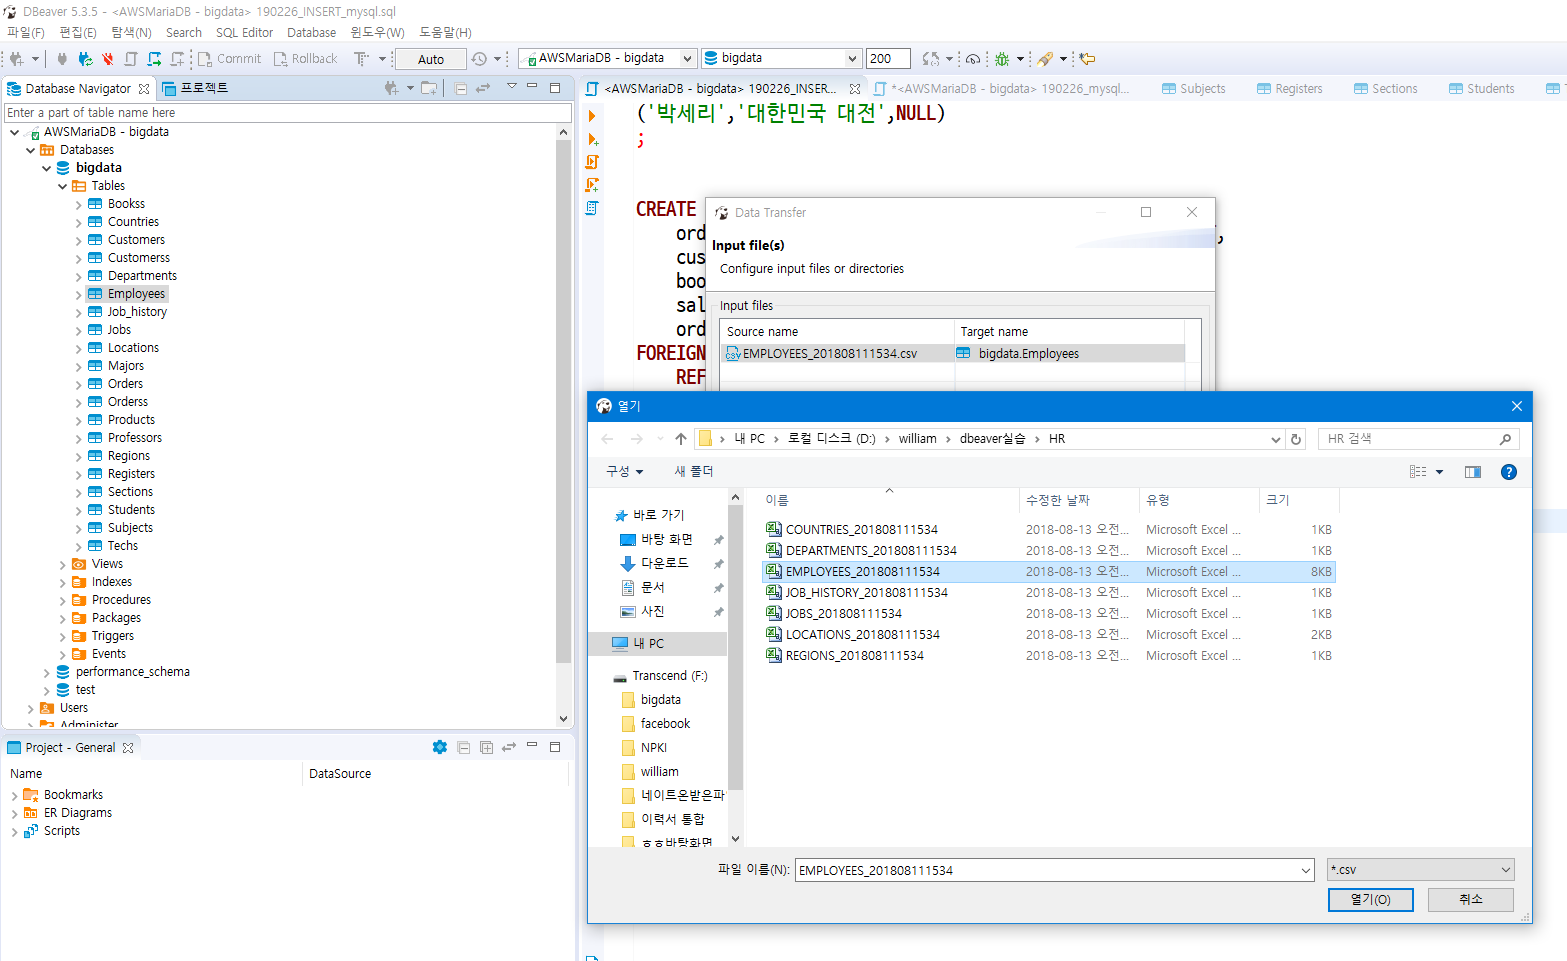 DBeaver 5.3.5 - <AWSMariaDB - bigdata> 190226_INSERT_mysql.sql
파일(F) 편집(E) 탐색(N) Search SQL Editor Database 윈도우(W) 도움말(H)
Commit Rollback Auto AWSMariaDB - bigdata bigdata 200
Database Navigator 프로젝트
Enter a part of table name here
AWSMariaDB - bigdata
Databases
bigdata
Tables
Bookss
Countries
Customers
Customerss
Departments
Employees
Job_history
Jobs
Locations
Majors
Orders
Orderss
Products
Professors
Regions
Registers
Sections
Students
Subjects
Techs
Views
Indexes
Procedures
Packages
Triggers
Events
performance_schema
test
Users
Administer
Project - General
Name DataSource
Bookmarks
ER Diagrams
Scripts
<AWSMariaDB - bigdata> 190226_INSER... *<AWSMariaDB - bigdata> 190226_mysql... Subjects Registers Sections Students
('박세리','대한민국 대전',NULL)
;
CREATE
ord ,
cus
boo
sal
ord
FOREIGN
REF
Data Transfer
Input file(s)
Configure input files or directories
Input files
Source name Target name
EMPLOYEES_201808111534.csv bigdata.Employees
열기
내 PC > 로컬 디스크 (D:) > william > dbeaver실습 > HR
HR 검색
구성 새 폴더
바로 가기
바탕 화면
다운로드
문서
사진
내 PC
Transcend (F:)
bigdata
facebook
NPKI
william
네이트온받은파
이력서 통합
ㅎㅎ바탕화면
이름 수정한 날짜 유형 크기
COUNTRIES_201808111534 2018-08-13 오전... Microsoft Excel ... 1KB
DEPARTMENTS_201808111534 2018-08-13 오전... Microsoft Excel ... 1KB
EMPLOYEES_201808111534 2018-08-13 오전... Microsoft Excel ... 8KB
JOB_HISTORY_201808111534 2018-08-13 오전... Microsoft Excel ... 1KB
JOBS_201808111534 2018-08-13 오전... Microsoft Excel ... 1KB
LOCATIONS_201808111534 2018-08-13 오전... Microsoft Excel ... 2KB
REGIONS_201808111534 2018-08-13 오전... Microsoft Excel ... 1KB
파일 이름(N): EMPLOYEES_201808111534 *.csv
열기(O) 취소